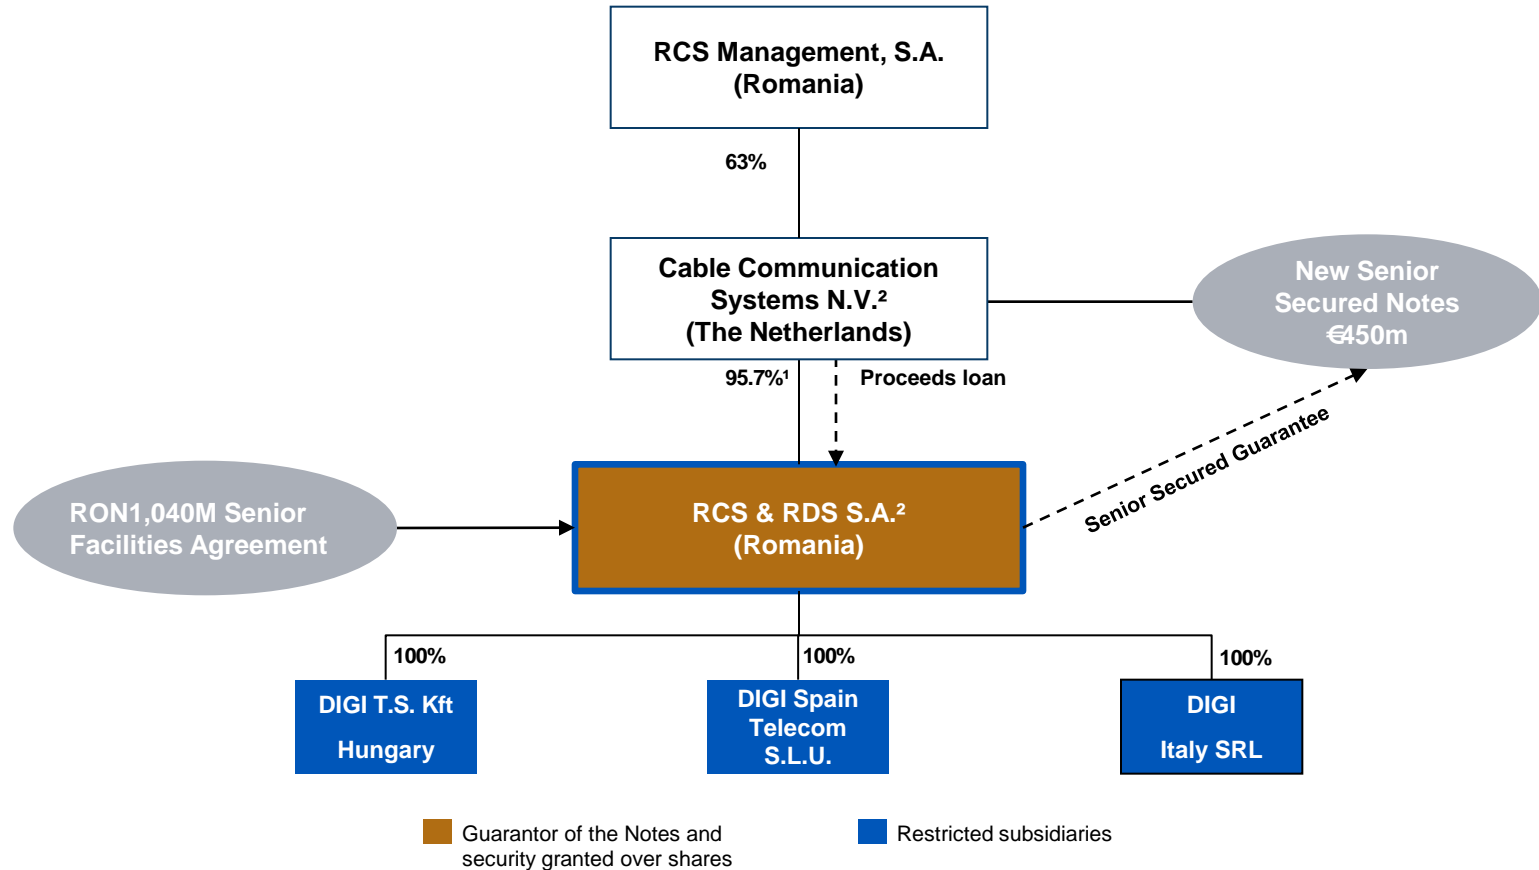 RCS Management, S.A.
(Romania)
63%
Cable Communication
Systems N.V.²
(The Netherlands)
New Senior
Secured Notes
€450m
95.7%¹
Proceeds loan
Senior Secured Guarantee
RON1,040M Senior
Facilities Agreement
RCS & RDS S.A.²
(Romania)
100%
100%
100%
DIGI T.S. Kft
Hungary
DIGI Spain
Telecom
S.L.U.
DIGI
Italy SRL
Guarantor of the Notes and
security granted over shares
Restricted subsidiaries